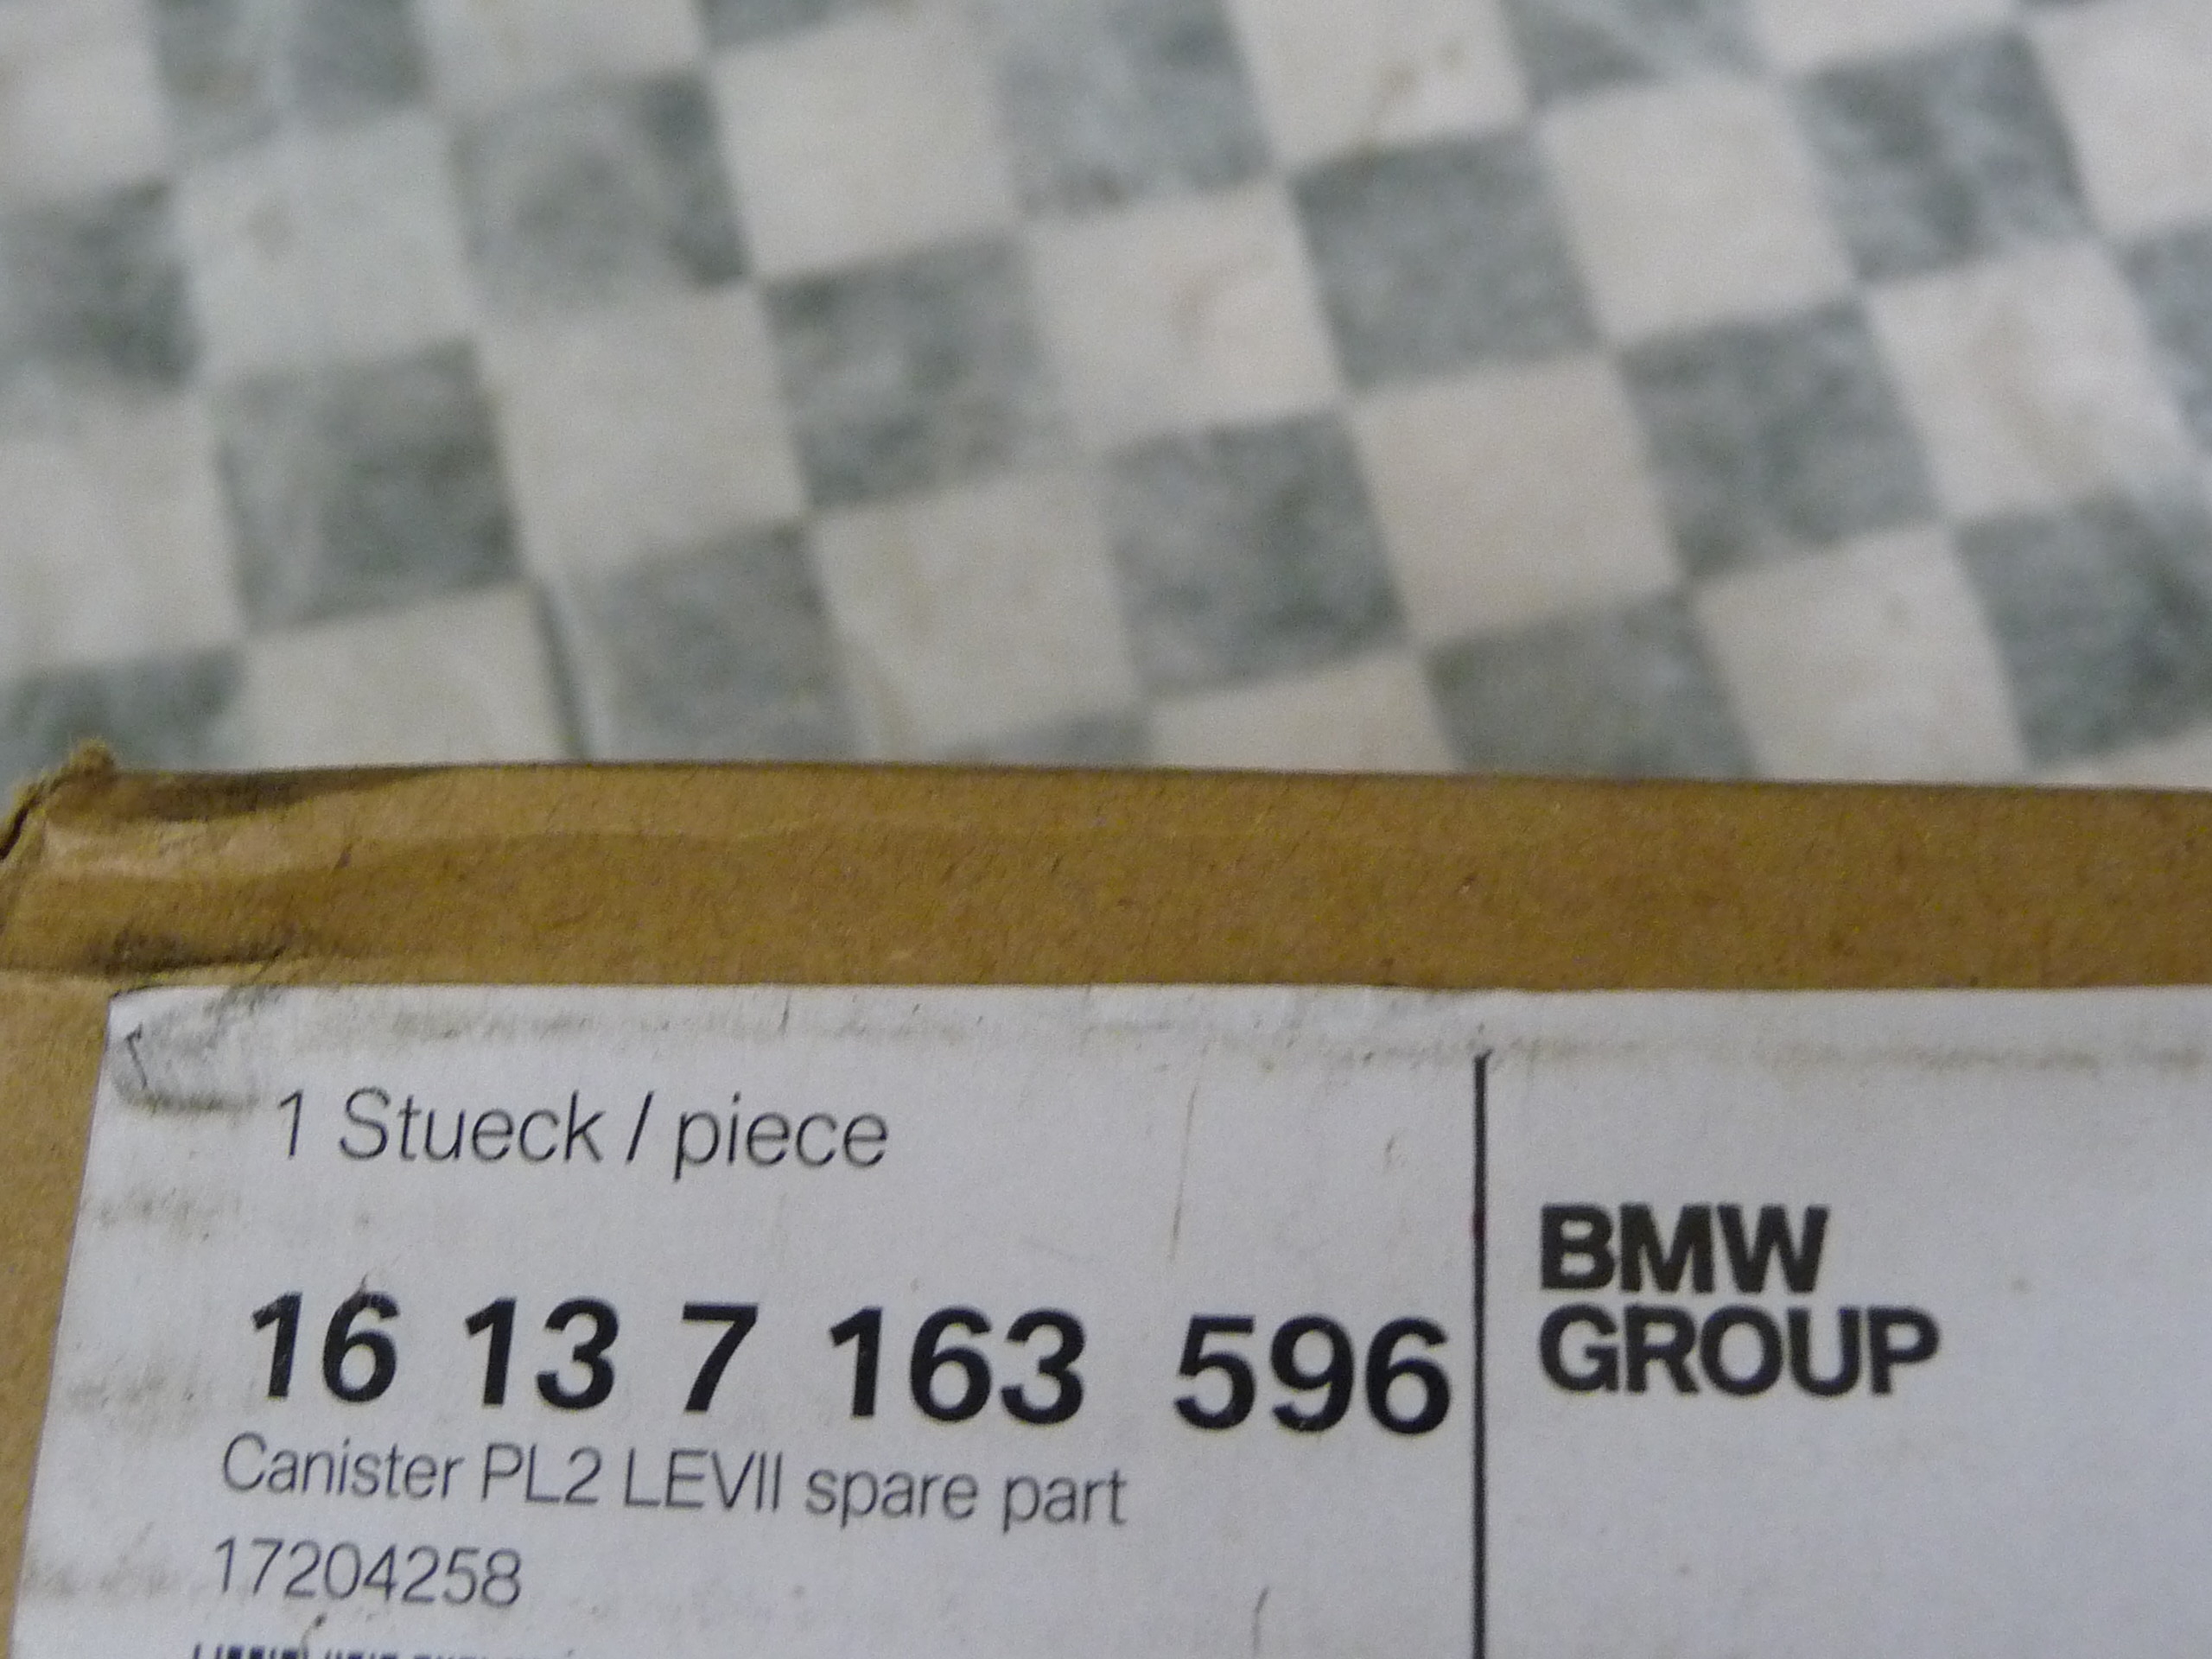 1 Stueck / piece
16 13 7 163 596
Canister PL2 LEVII spare part
17204258
BMW
GROUP